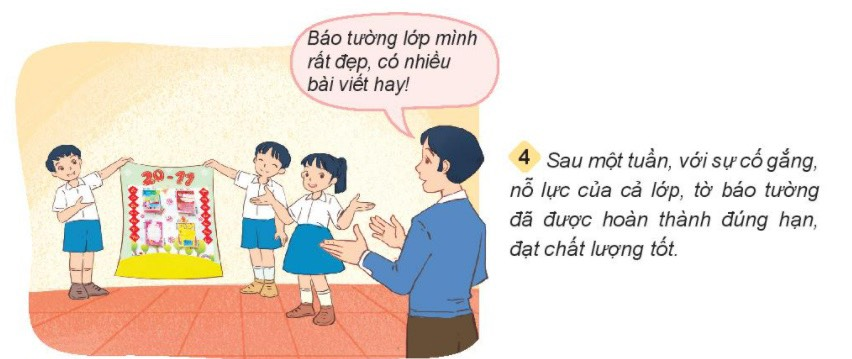 Báo tường lớp mình
rất đẹp, có nhiều
bài viết hay!
20-11
4 Sau một tuần, với sự cố gắng,
nỗ lực của cả lớp, tờ báo tường
đã được hoàn thành đúng hạn,
đạt chất lượng tốt.